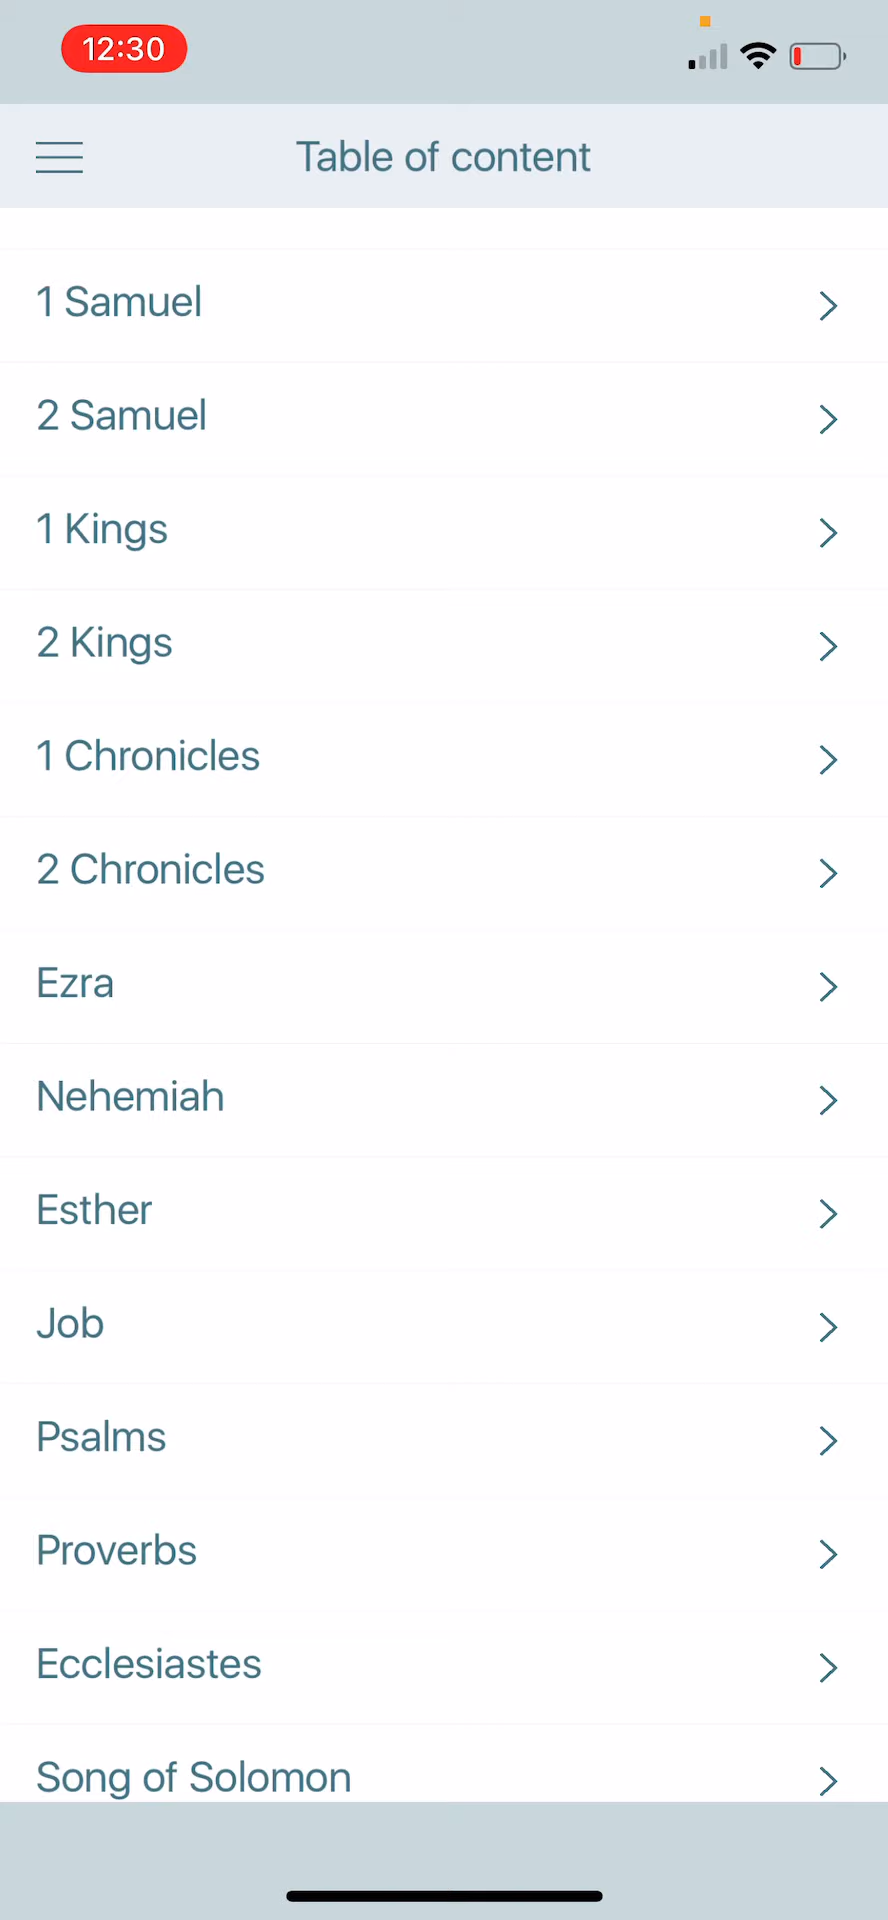 12:30
Table of content
1 Samuel
2 Samuel
1 Kings
2 Kings
1 Chronicles
2 Chronicles
Ezra
Nehemiah
Esther
Job
Psalms
Proverbs
Ecclesiastes
Song of Solomon